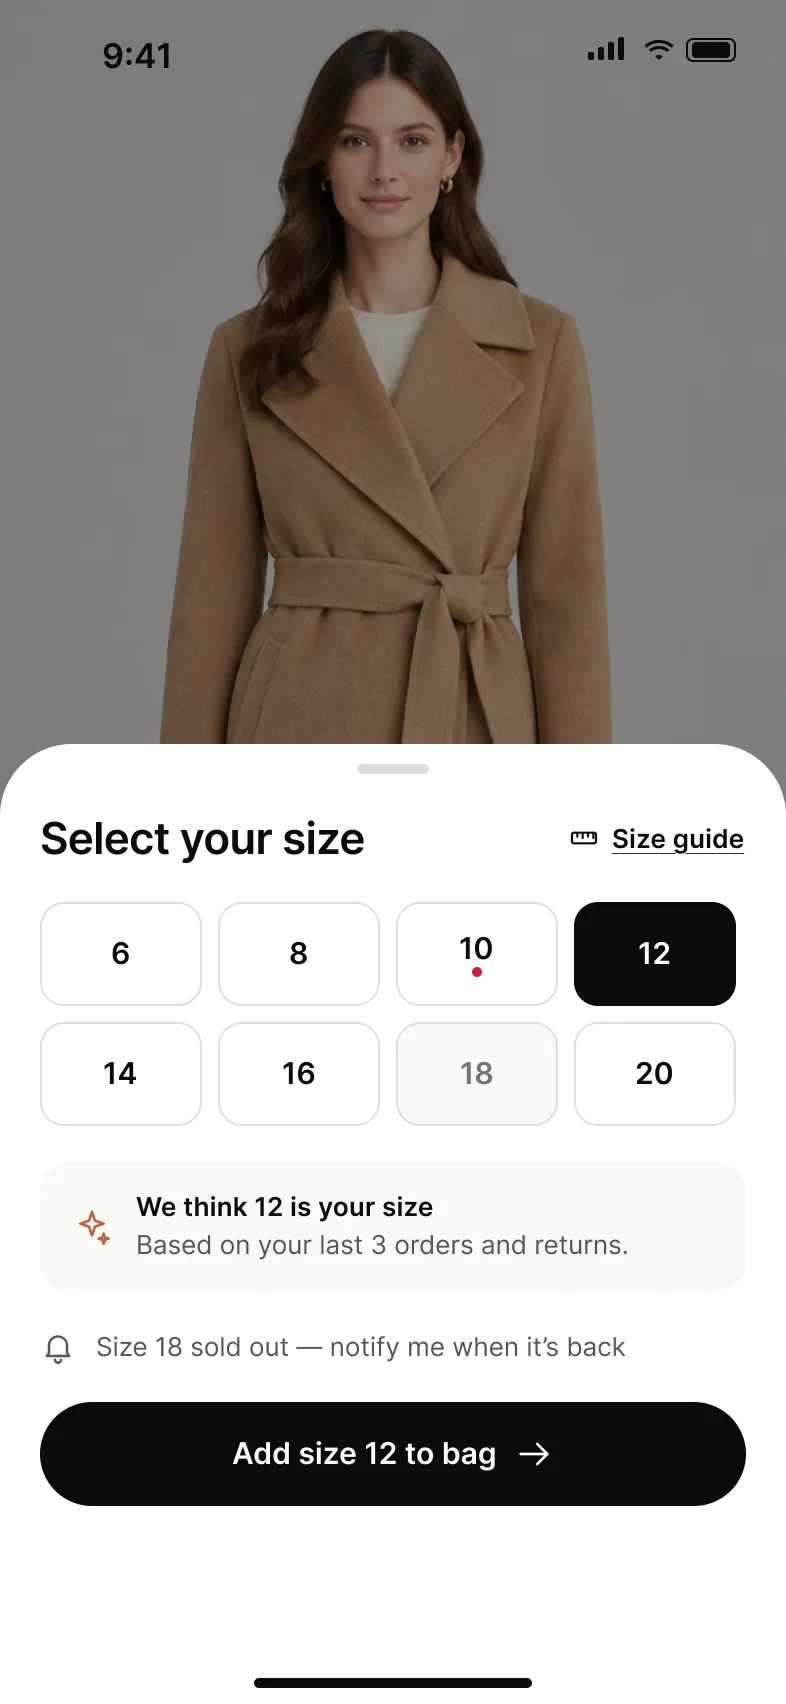 9:41
Select your size
Size guide
6
8
10
12
14
16
18
20
We think 12 is your size
Based on your last 3 orders and returns.
Size 18 sold out — notify me when it’s back
Add size 12 to bag